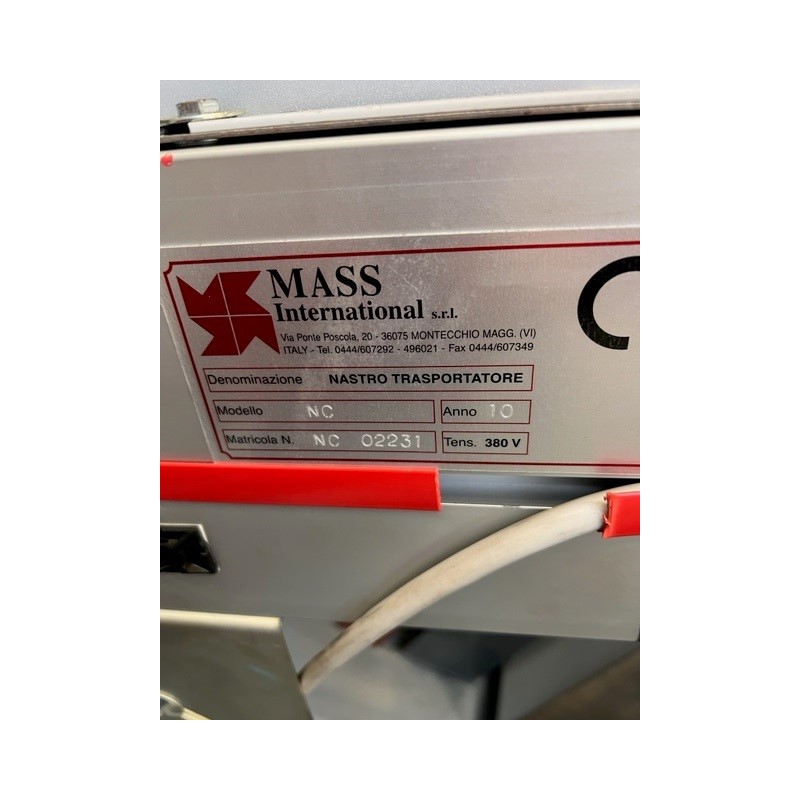 MASS
International s.r.l.
Via Ponte Poscola, 20 - 36075 MONTECCHIO MAGG. (VI)
ITALY - Tel. 0444/607292 - 496021 - Fax 0444/607349
Denominazione NASTRO TRASPORTATORE
Modello NC Anno 10
Matricola N. NC 02231 Tens. 380 V
C